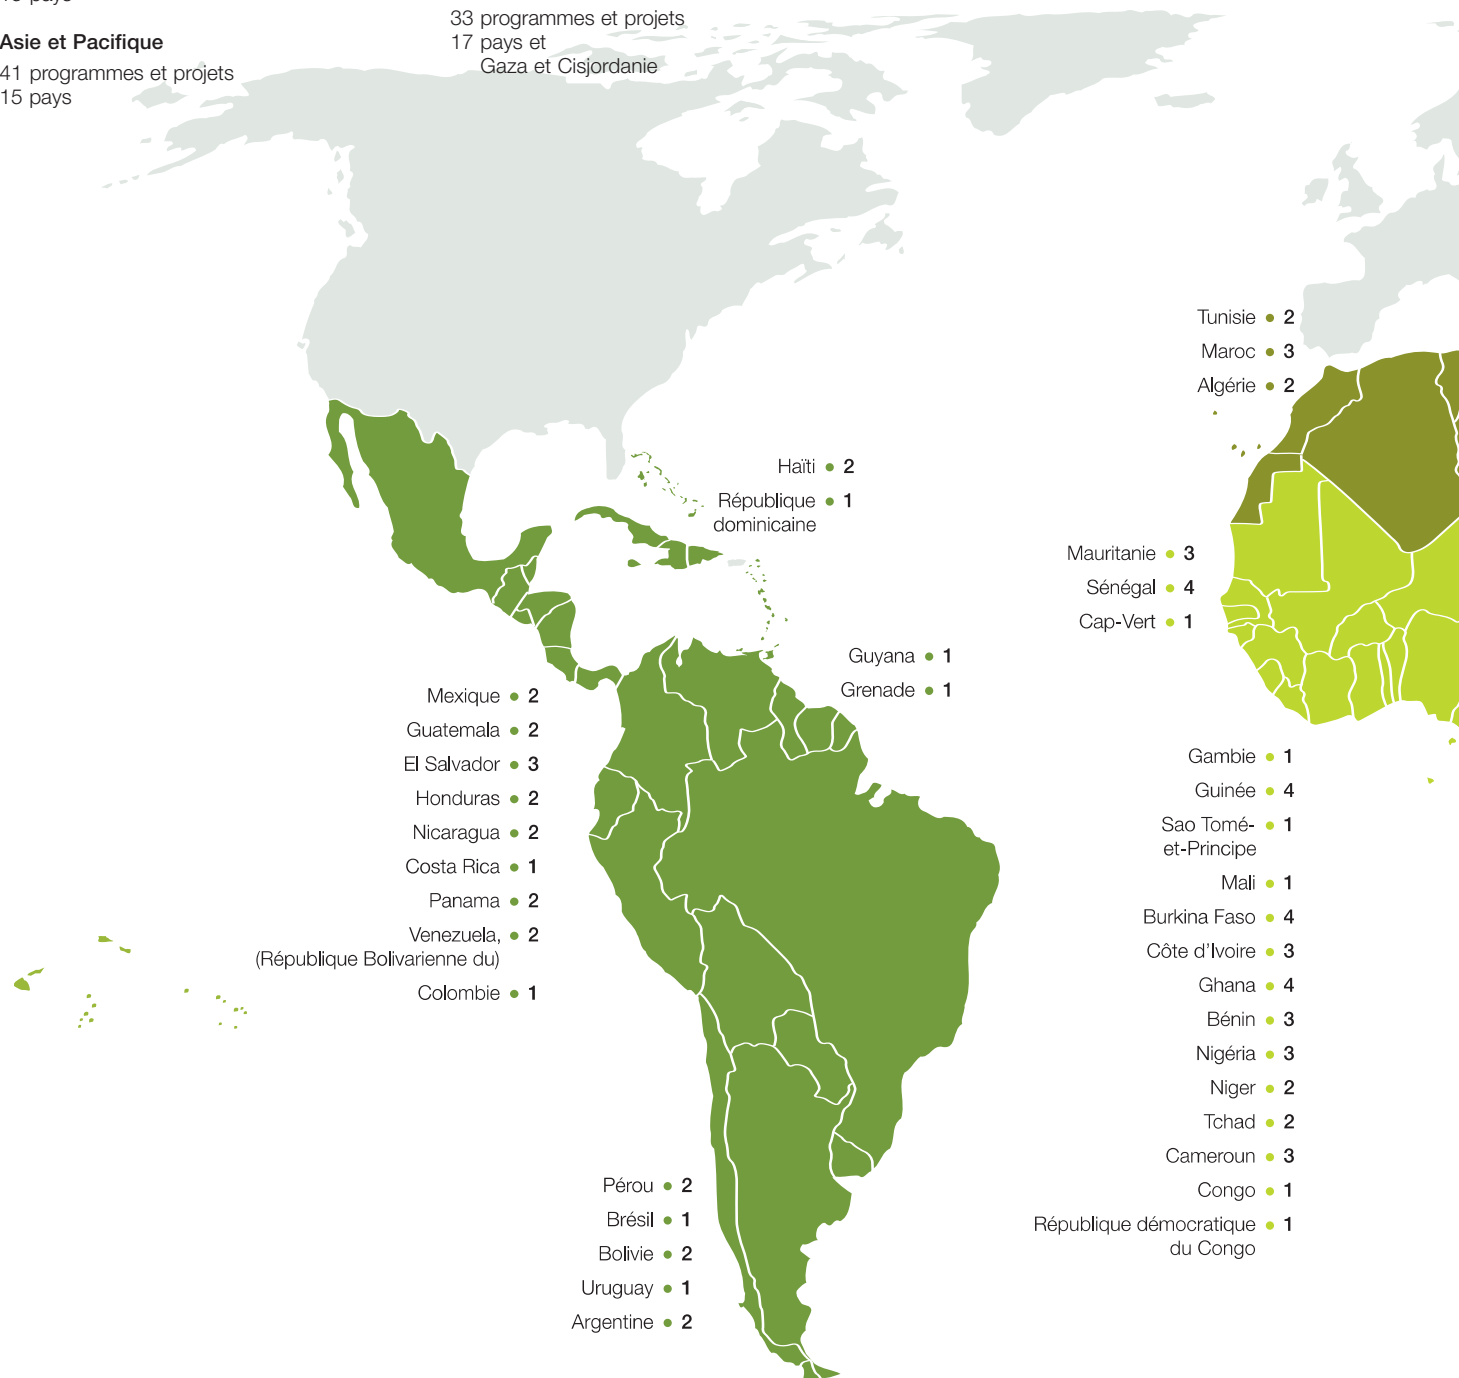 Asie et Pacifique
41 programmes et projets
15 pays
33 programmes et projets
17 pays et
Gaza et Cisjordanie
Tunisie • 2
Maroc • 3
Algérie • 2
Haïti • 2
République • 1
dominicaine
Mauritanie • 3
Sénégal • 4
Cap-Vert • 1
Guyana • 1
Grenade • 1
Mexique • 2
Guatemala • 2
El Salvador • 3
Honduras • 2
Nicaragua • 2
Costa Rica • 1
Panama • 2
Venezuela, • 2
(République Bolivarienne du)
Colombie • 1
Gambie • 1
Guinée • 4
Sao Tomé- • 1
et-Principe
Mali • 1
Burkina Faso • 4
Côte d'Ivoire • 3
Ghana • 4
Bénin • 3
Nigéria • 3
Niger • 2
Tchad • 2
Cameroun • 3
Congo • 1
République démocratique • 1
du Congo
Pérou • 2
Brésil • 1
Bolivie • 2
Uruguay • 1
Argentine • 2